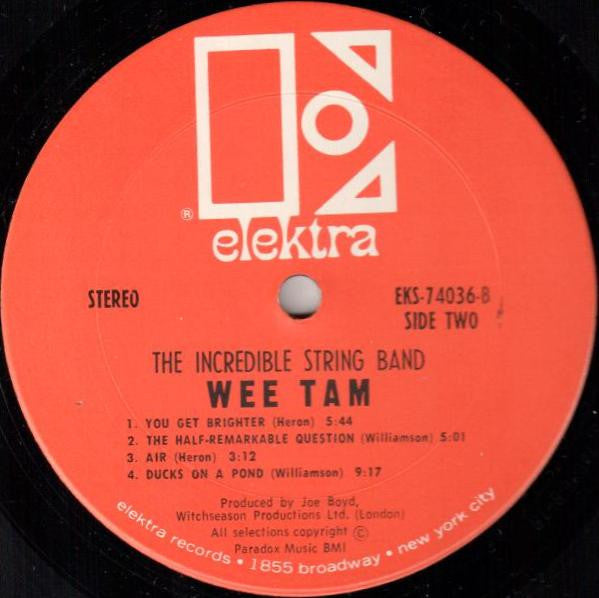 ®
elektra
STEREO
EKS-74036-B
SIDE TWO
THE INCREDIBLE STRING BAND
WEE TAM
1. YOU GET BRIGHTER (Heron) 5:44
2. THE HALF-REMARKABLE QUESTION (Williamson) 5:01
3. AIR (Heron) 3:12
4. DUCKS ON A POND (Williamson) 9:17
Produced by Joe Boyd,
Witchseason Productions Ltd. (London)
All selections copyright ©
Paradox Music BMI
elektra records • 1855 broadway • new york city